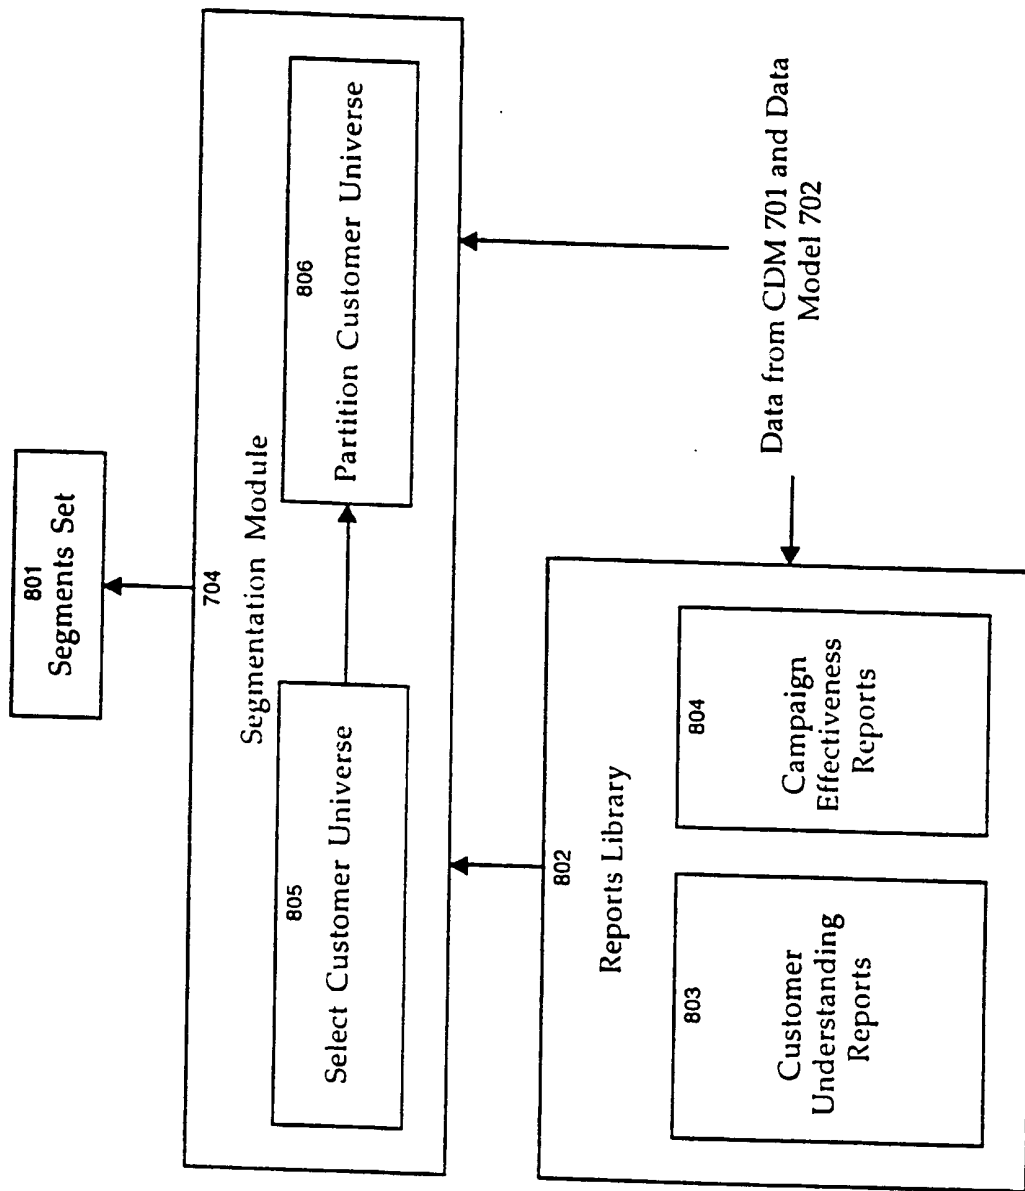 801
Segments Set
704
Segmentation Module
805
Select Customer Universe
806
Partition Customer Universe
802
Reports Library
803
Customer
Understanding
Reports
804
Campaign
Effectiveness
Reports
Data from CDM 701 and Data
Model 702